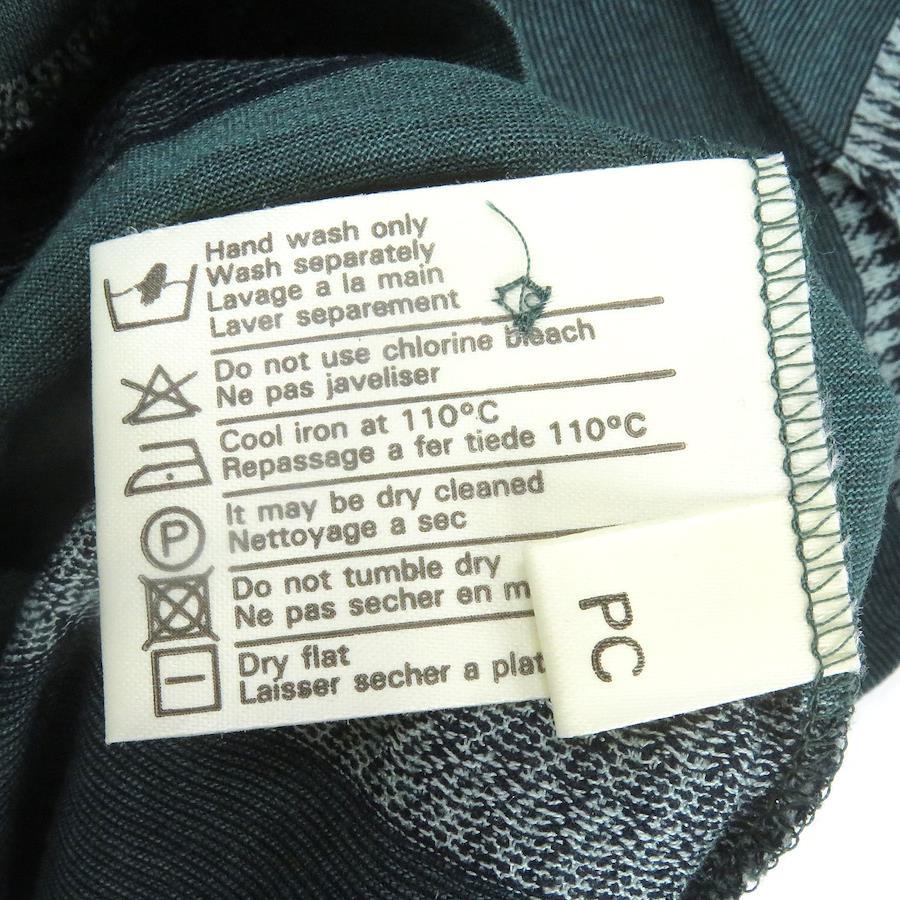 Hand wash only
Wash separately
Lavage a la main
Laver separement
Do not use chlorine bleach
Ne pas javeliser
Cool iron at 110°C
Repassage a fer tiede 110°C
P
It may be dry cleaned
Nettoyage a sec
Do not tumble dry
Ne pas secher en m
Dry flat
Laisser secher a plat
PC